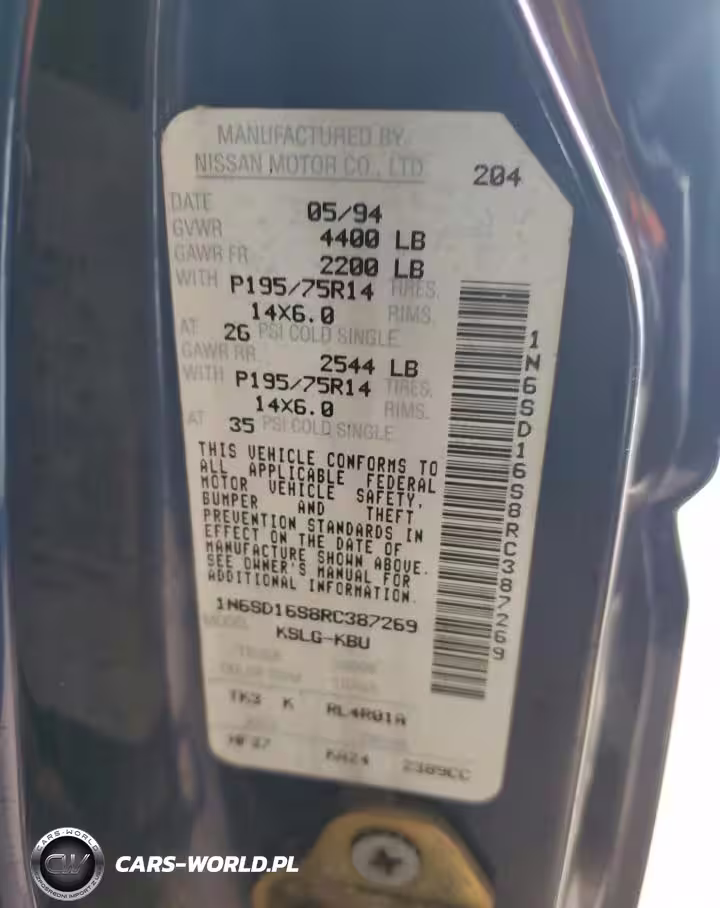 MANUFACTURED BY
NISSAN MOTOR CO., LTD.
204
DATE 05/94
GVWR 4400 LB
GAWR FR 2200 LB
WITH P195/75R14 TIRES,
14X6.0 RIMS,
AT 26 PSI COLD SINGLE
GAWR RR 2544 LB
WITH P195/75R14 TIRES,
14X6.0 RIMS,
AT 35 PSI COLD SINGLE
THIS VEHICLE CONFORMS TO
ALL APPLICABLE FEDERAL
MOTOR VEHICLE SAFETY,
BUMPER AND THEFT
PREVENTION STANDARDS IN
EFFECT ON THE DATE OF
MANUFACTURE SHOWN ABOVE.
SEE OWNER'S MANUAL FOR
ADDITIONAL INFORMATION.
1N6SD16S8RC387269
MODEL KSLG-KBU
TK3 K RL4R01A
HF37 KA24 2389CC
1N6SD16S8RC387269
CARS-WORLD
CW
CARS-WORLD.PL